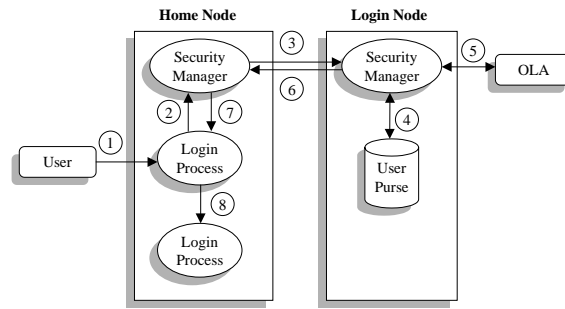 Home Node
Login Node
Security
Manager
3
6
Security
Manager
5
OLA
2
7
4
1
User
Login
Process
User
Purse
8
Login
Process